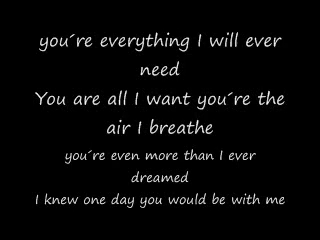 you´re everything I will ever
need
You are all I want you´re the
air I breathe
you´re even more than I ever
dreamed
I knew one day you would be with me